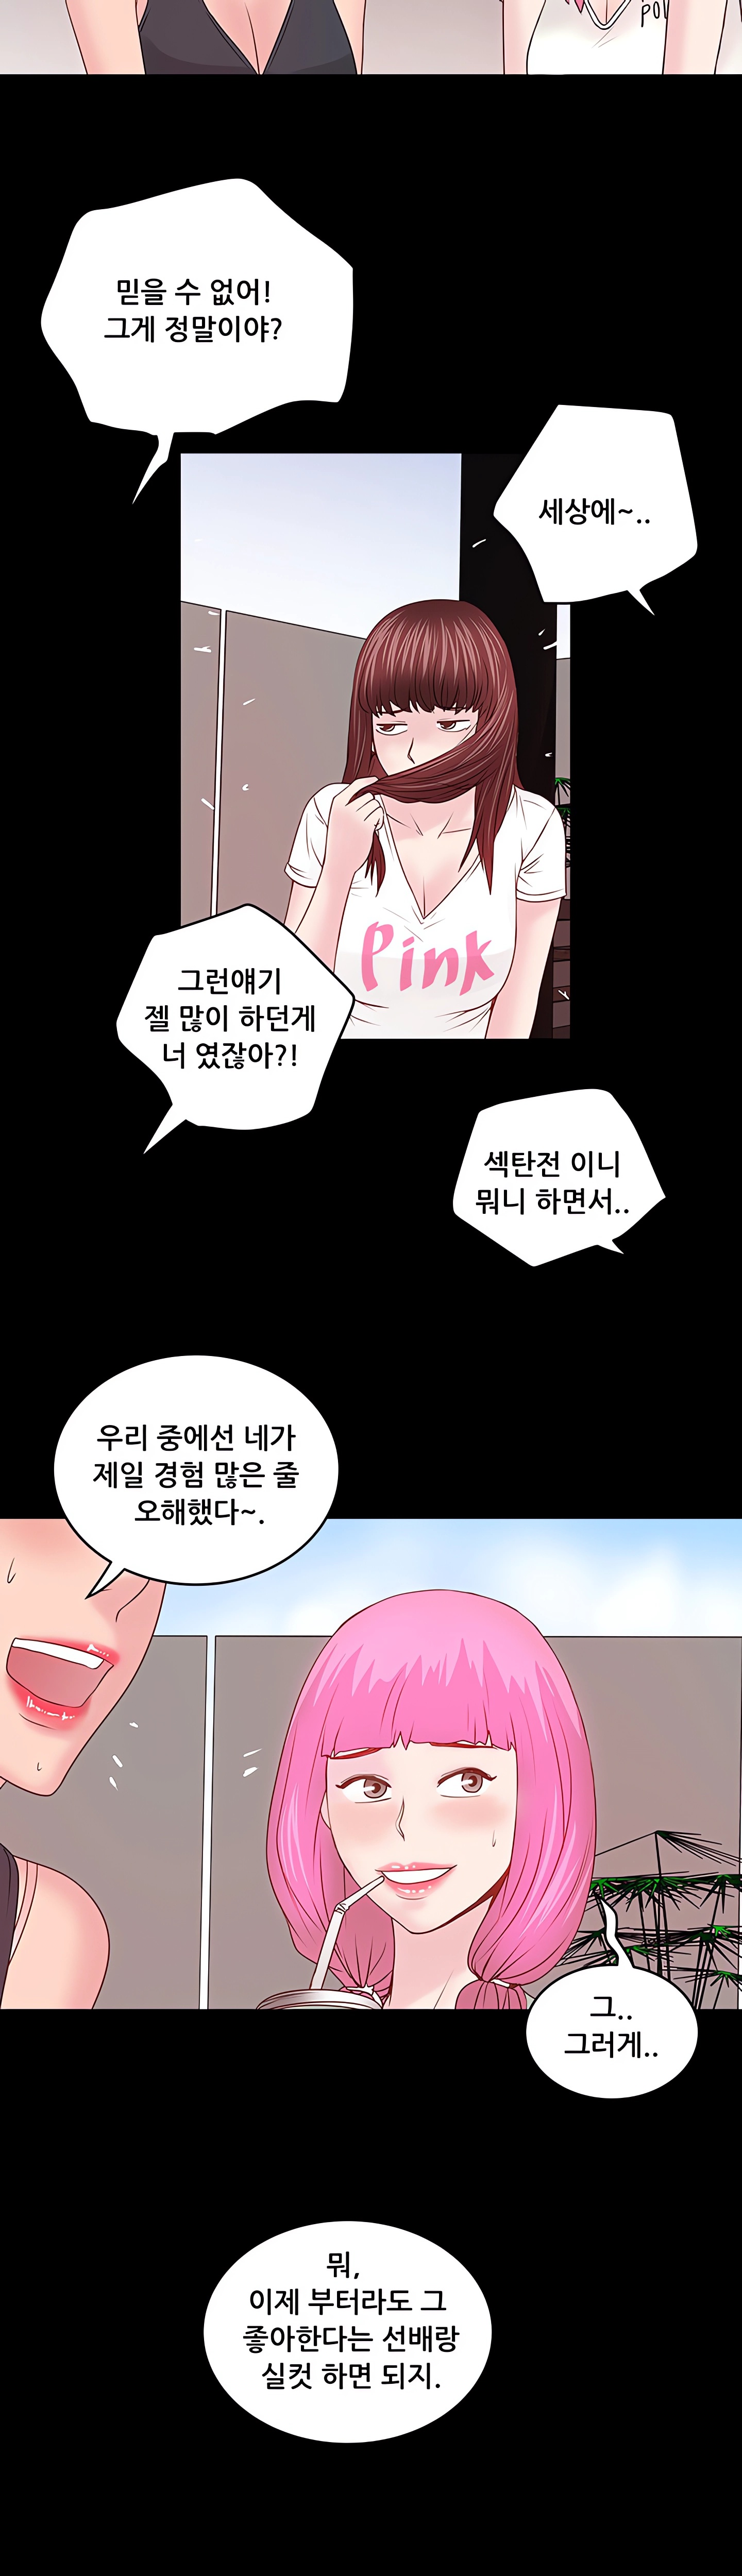 POL
믿을 수 없어!
그게 정말이야?
세상에~..
Pink
그런얘기
젤 많이 하던게
너 였잖아?!
섹탄전 이니
뭐니 하면서..
우리 중에선 네가
제일 경험 많은 줄
오해했다~.
그..
그러게..
뭐,
이제 부터라도 그
좋아한다는 선배랑
실컷 하면 되지.